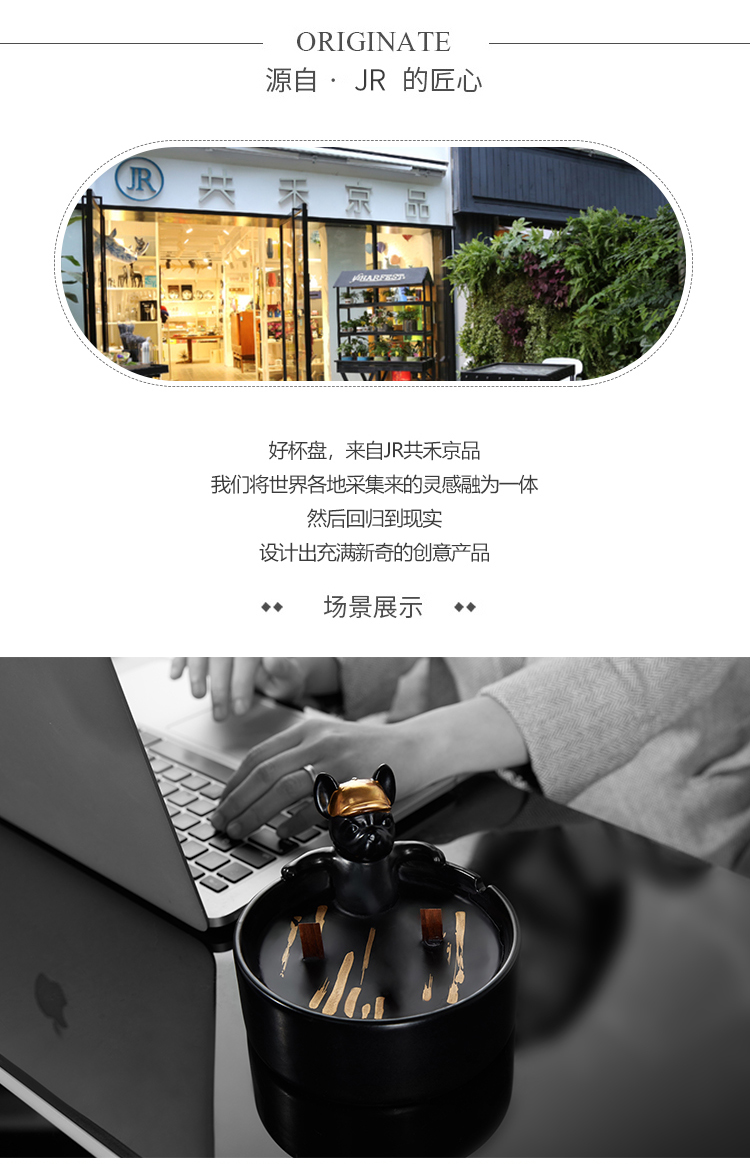 ORIGINATE
源自· JR 的匠心
JR 共禾京品
HARFEST
好杯盘，来自JR共禾京品
我们将世界各地采集来的灵感融为一体
然后回归到现实
设计出充满新奇的创意产品
场景展示